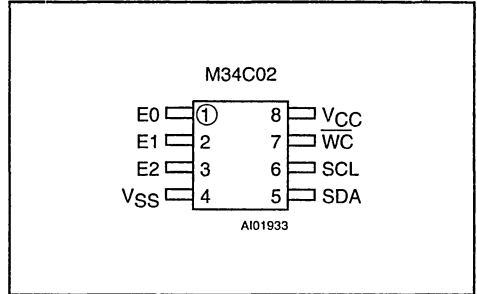 M34C02
E0 1 8 VCC
E1 2 7 WC
E2 3 6 SCL
VSS 4 5 SDA
AI01933